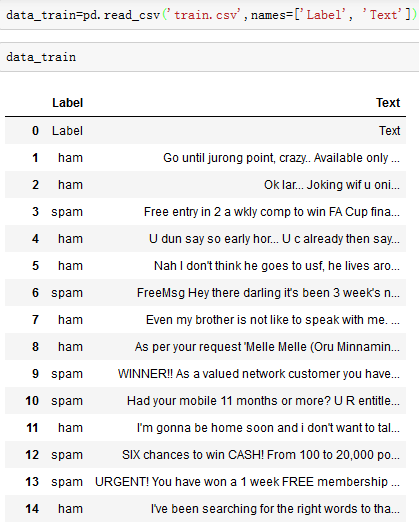 data_train=pd.read_csv('train.csv',names=['Label', 'Text'])
data_train
Label Text
0 Label Text
1 ham Go until jurong point, crazy.. Available only ...
2 ham Ok lar... Joking wif u oni...
3 spam Free entry in 2 a wkly comp to win FA Cup fina...
4 ham U dun say so early hor... U c already then say...
5 ham Nah I don't think he goes to usf, he lives aro...
6 spam FreeMsg Hey there darling it's been 3 week's n...
7 ham Even my brother is not like to speak with me. ...
8 ham As per your request 'Melle Melle (Oru Minnamin...
9 spam WINNER!! As a valued network customer you have...
10 spam Had your mobile 11 months or more? U R entitle...
11 ham I'm gonna be home soon and i don't want to tal...
12 spam SIX chances to win CASH! From 100 to 20,000 po...
13 spam URGENT! You have won a 1 week FREE membership ...
14 ham I've been searching for the right words to tha...